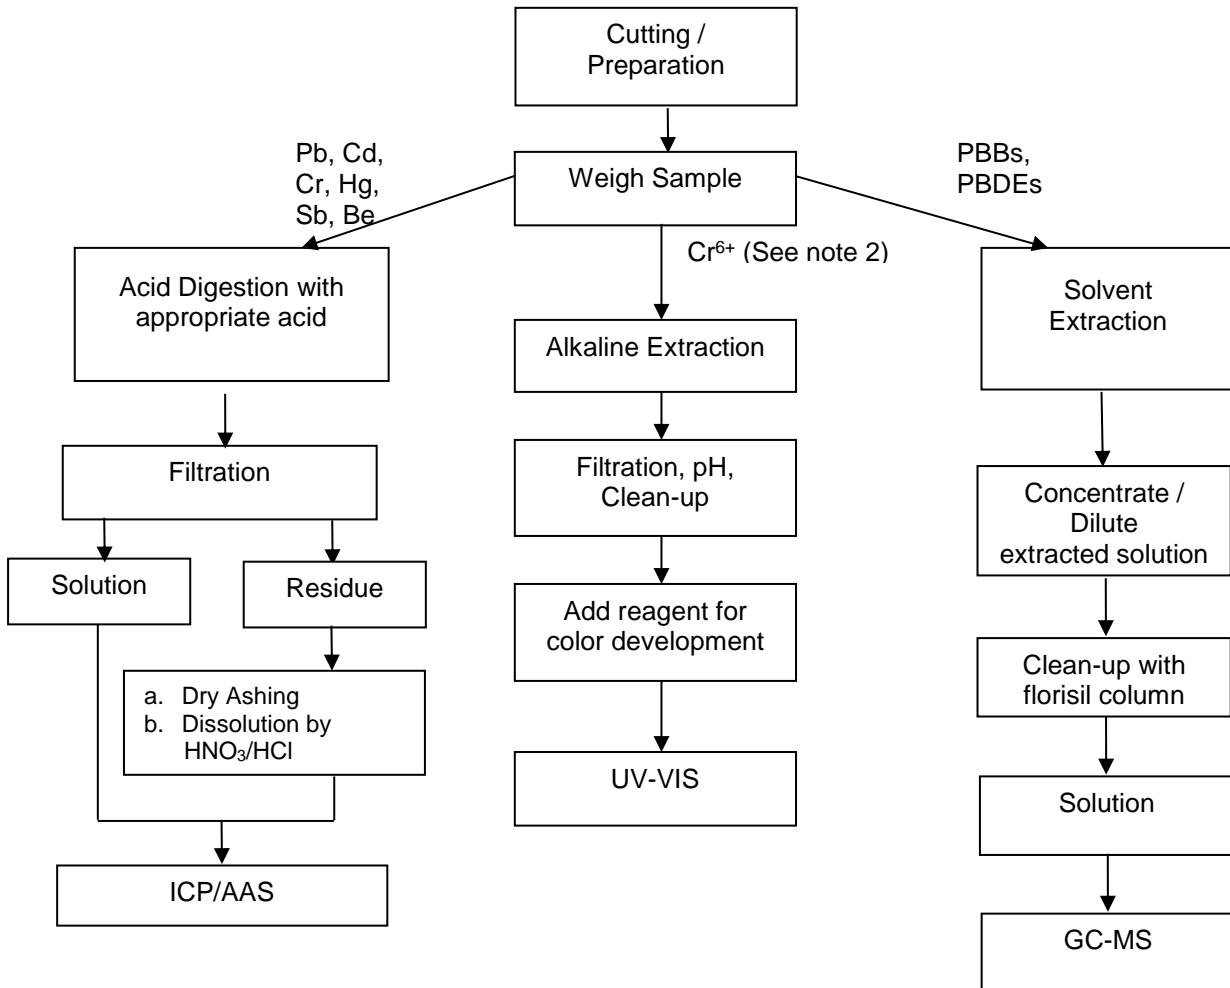 Cutting /
Preparation
Pb, Cd,
Cr, Hg,
Sb, Be
Weigh Sample
PBBs,
PBDEs
Cr⁶⁺ (See note 2)
Acid Digestion with
appropriate acid
Alkaline Extraction
Solvent
Extraction
Filtration
Filtration, pH,
Clean-up
Concentrate /
Dilute
extracted solution
Solution
Residue
Add reagent for
color development
a. Dry Ashing
b. Dissolution by
HNO₃/HCl
Clean-up with
florisil column
UV-VIS
Solution
ICP/AAS
GC-MS